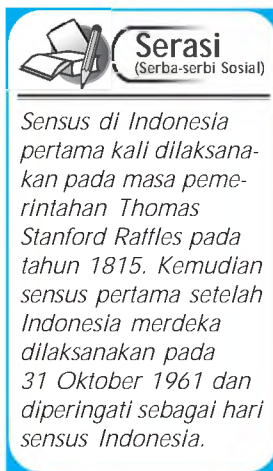 Serasi
(Serba-serbi Sosial)
Sensus di Indonesia
pertama kali dilaksana-
kan pada masa peme-
rintahan Thomas
Stanford Raffles pada
tahun 1815. Kemudian
sensus pertama setelah
Indonesia merdeka
dilaksanakan pada
31 Oktober 1961 dan
diperingati sebagai hari
sensus Indonesia.